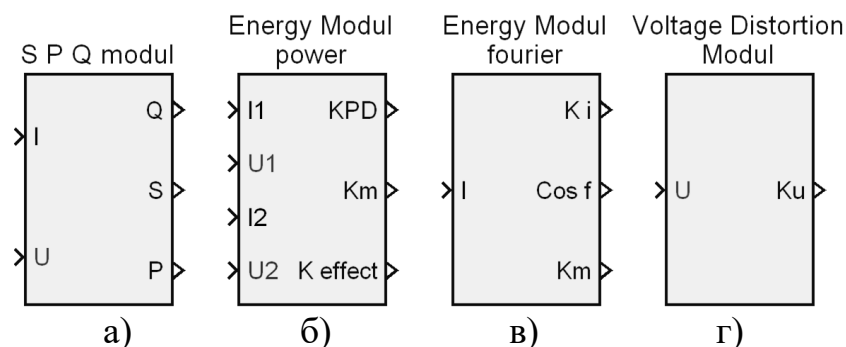 S P Q modul
I
U
Q
S
P
а)
Energy Modul
power
I1
U1
I2
U2
KPD
Km
K effect
б)
Energy Modul
fourier
I
K i
Cos f
Km
в)
Voltage Distortion
Modul
U
Ku
г)